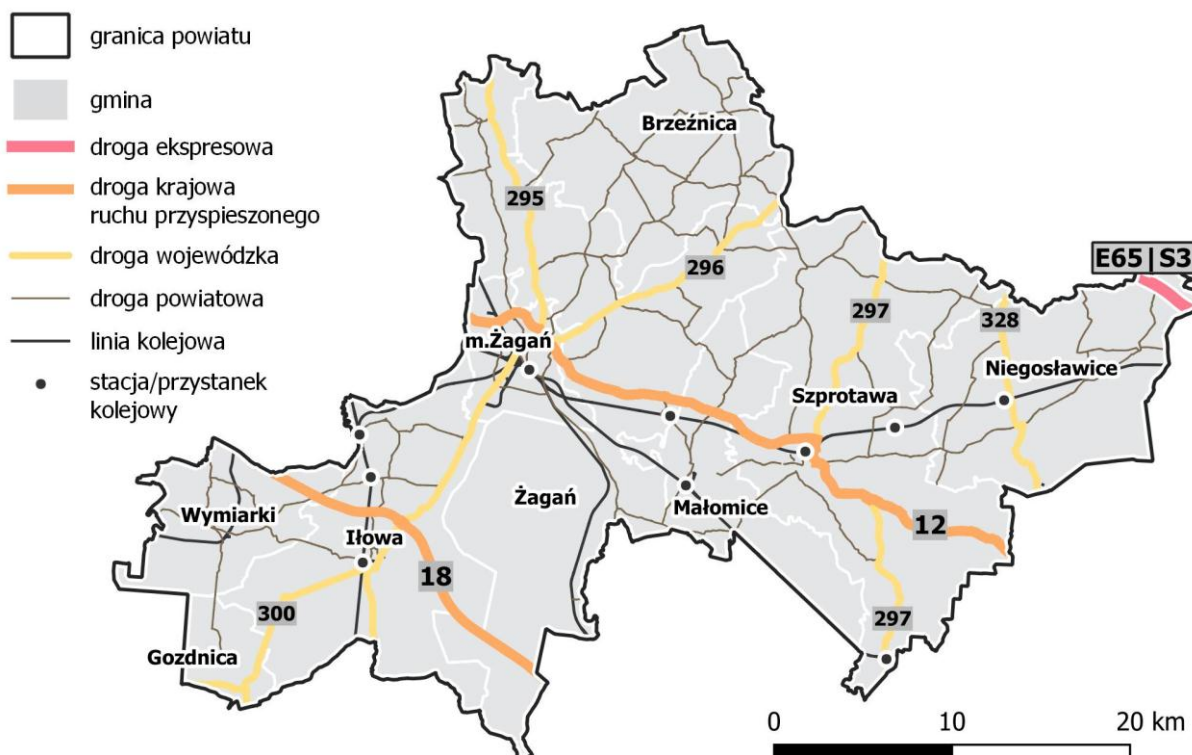 granica powiatu
gmina
droga ekspresowa
droga krajowa
ruchu przyspieszonego
droga wojewódzka
droga powiatowa
linia kolejowa
stacja/przystanek
kolejowy
Brzeźnica
295
296
E65|S3
297
328
m.Żagań
Niegosławice
Szprotawa
Żagań
Małomice
Wymiarki
Iłowa
12
18
300
297
Gozdnica
0 10 20 km